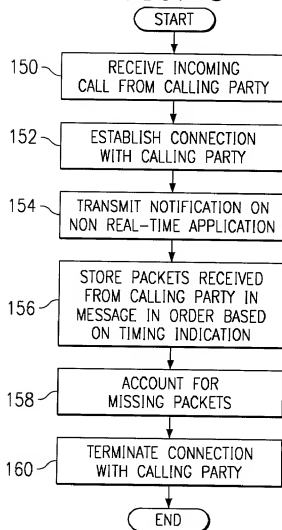 START
150
RECEIVE INCOMING
CALL FROM CALLING PARTY
152
ESTABLISH CONNECTION
WITH CALLING PARTY
154
TRANSMIT NOTIFICATION ON
NON REAL-TIME APPLICATION
156
STORE PACKETS RECEIVED
FROM CALLING PARTY IN
MESSAGE IN ORDER BASED
ON TIMING INDICATION
158
ACCOUNT FOR
MISSING PACKETS
160
TERMINATE CONNECTION
WITH CALLING PARTY
END